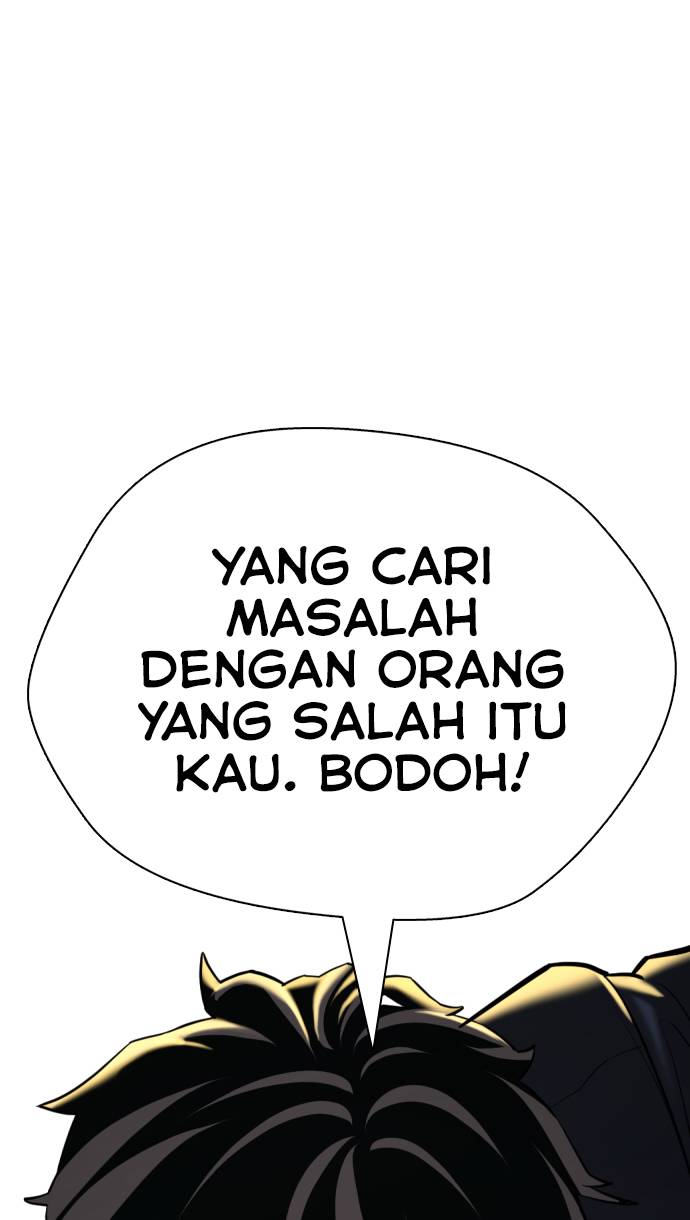 YANG CARI
MASALAH
DENGAN ORANG
YANG SALAH ITU
KAU. BODOH!